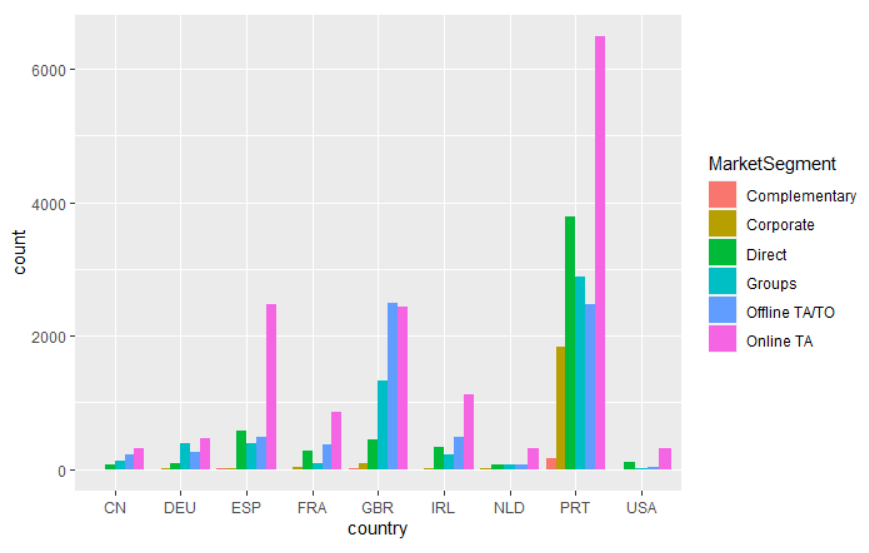 6000
4000
2000
0
count
CN DEU ESP FRA GBR IRL NLD PRT USA
country
MarketSegment
Complementary
Corporate
Direct
Groups
Offline TA/TO
Online TA